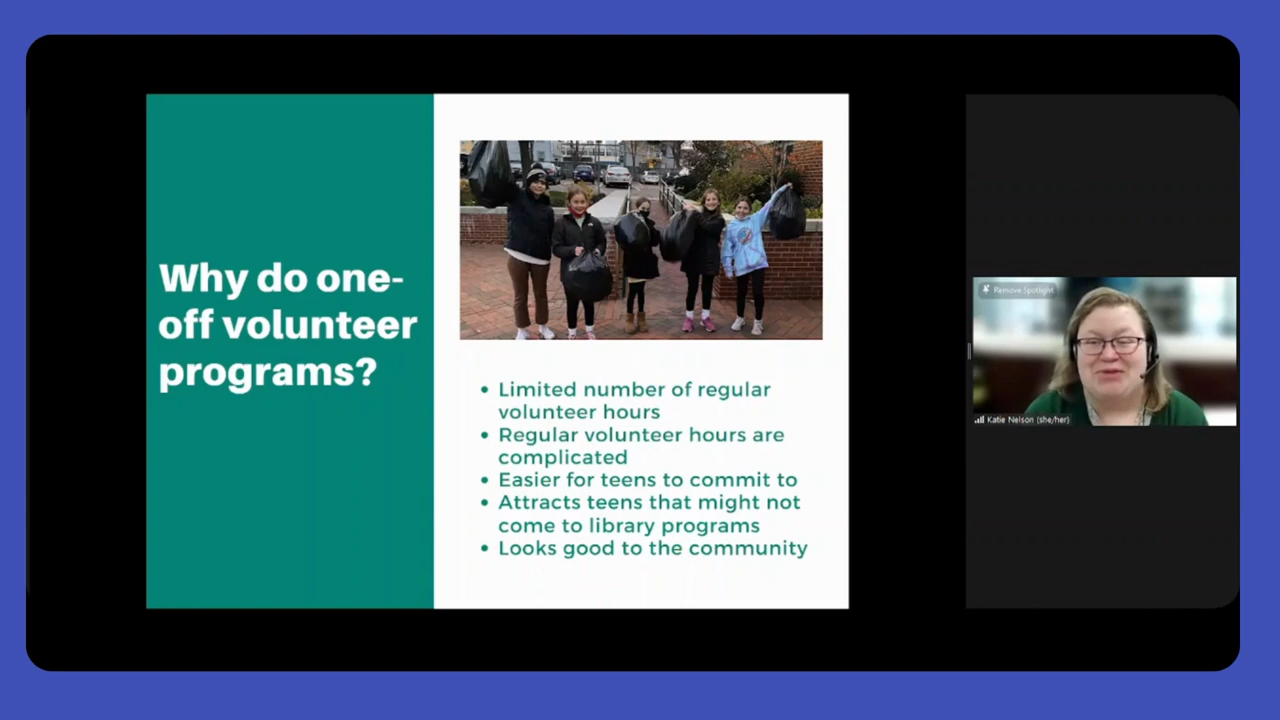 Why do one-
off volunteer
programs?
• Limited number of regular
volunteer hours
• Regular volunteer hours are
complicated
• Easier for teens to commit to
• Attracts teens that might not
come to library programs
• Looks good to the community
Remove Spotlight
Katie Nelson (she/her)